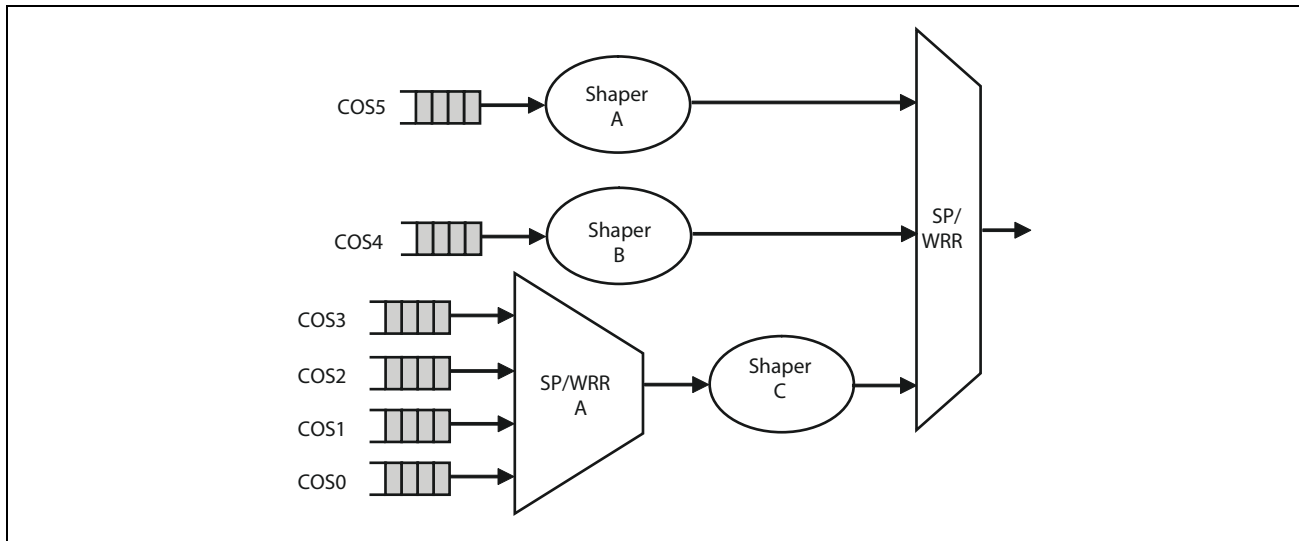 COS5
Shaper
A
COS4
Shaper
B
SP/
WRR
COS3
COS2
COS1
COS0
SP/WRR
A
Shaper
C